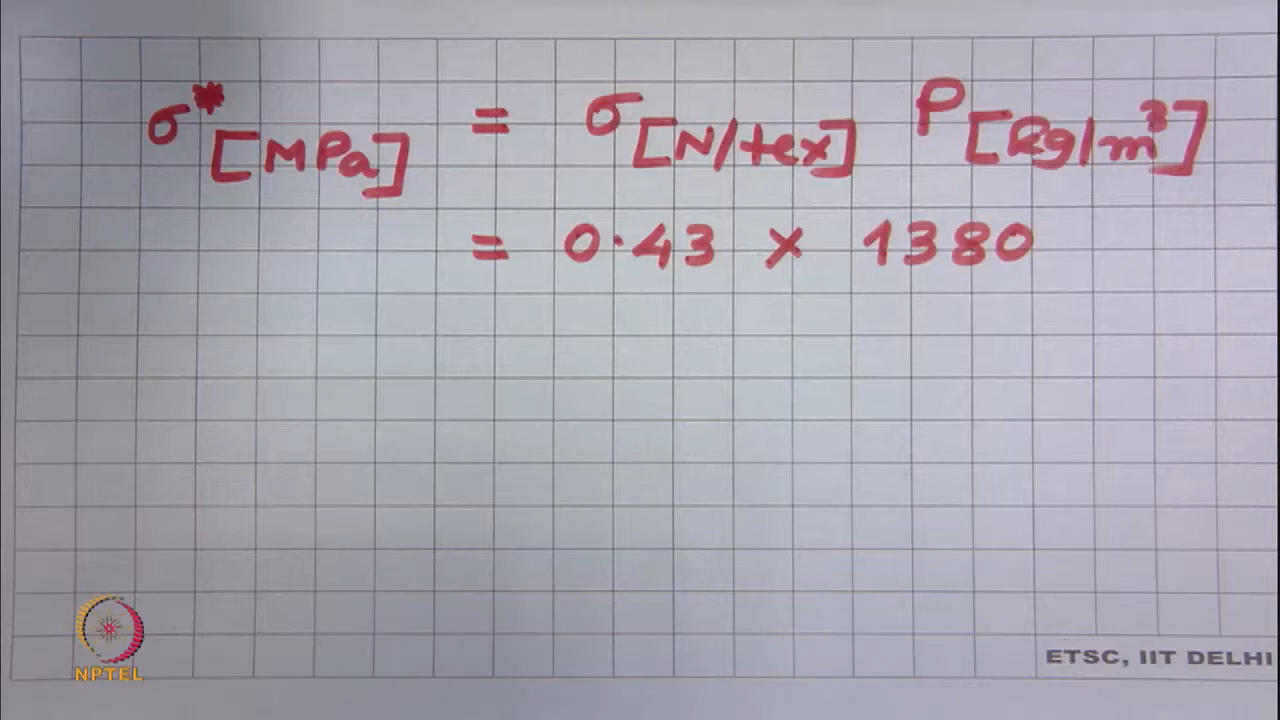 σ* [MPa] = σ [N/tex] ρ [kg/m³]
= 0.43 × 1380
NPTEL
ETSC, IIT DELHI